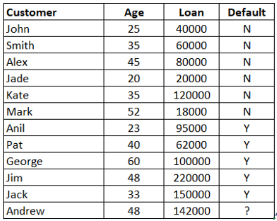 Customer Age Loan Default
John 25 40000 N
Smith 35 60000 N
Alex 45 80000 N
Jade 20 20000 N
Kate 35 120000 N
Mark 52 18000 N
Anil 23 95000 Y
Pat 40 62000 Y
George 60 100000 Y
Jim 48 220000 Y
Jack 33 150000 Y
Andrew 48 142000 ?